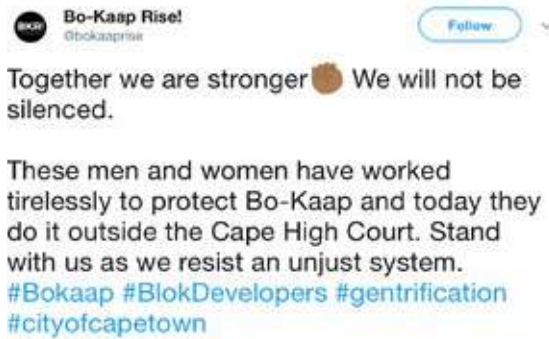 BKR
Bo-Kaap Rise!
@bokaaprise
Follow
Together we are stronger✊🏾 We will not be
silenced.
These men and women have worked
tirelessly to protect Bo-Kaap and today they
do it outside the Cape High Court. Stand
with us as we resist an unjust system.
#Bokaap #BlokDevelopers #gentrification
#cityofcapetown